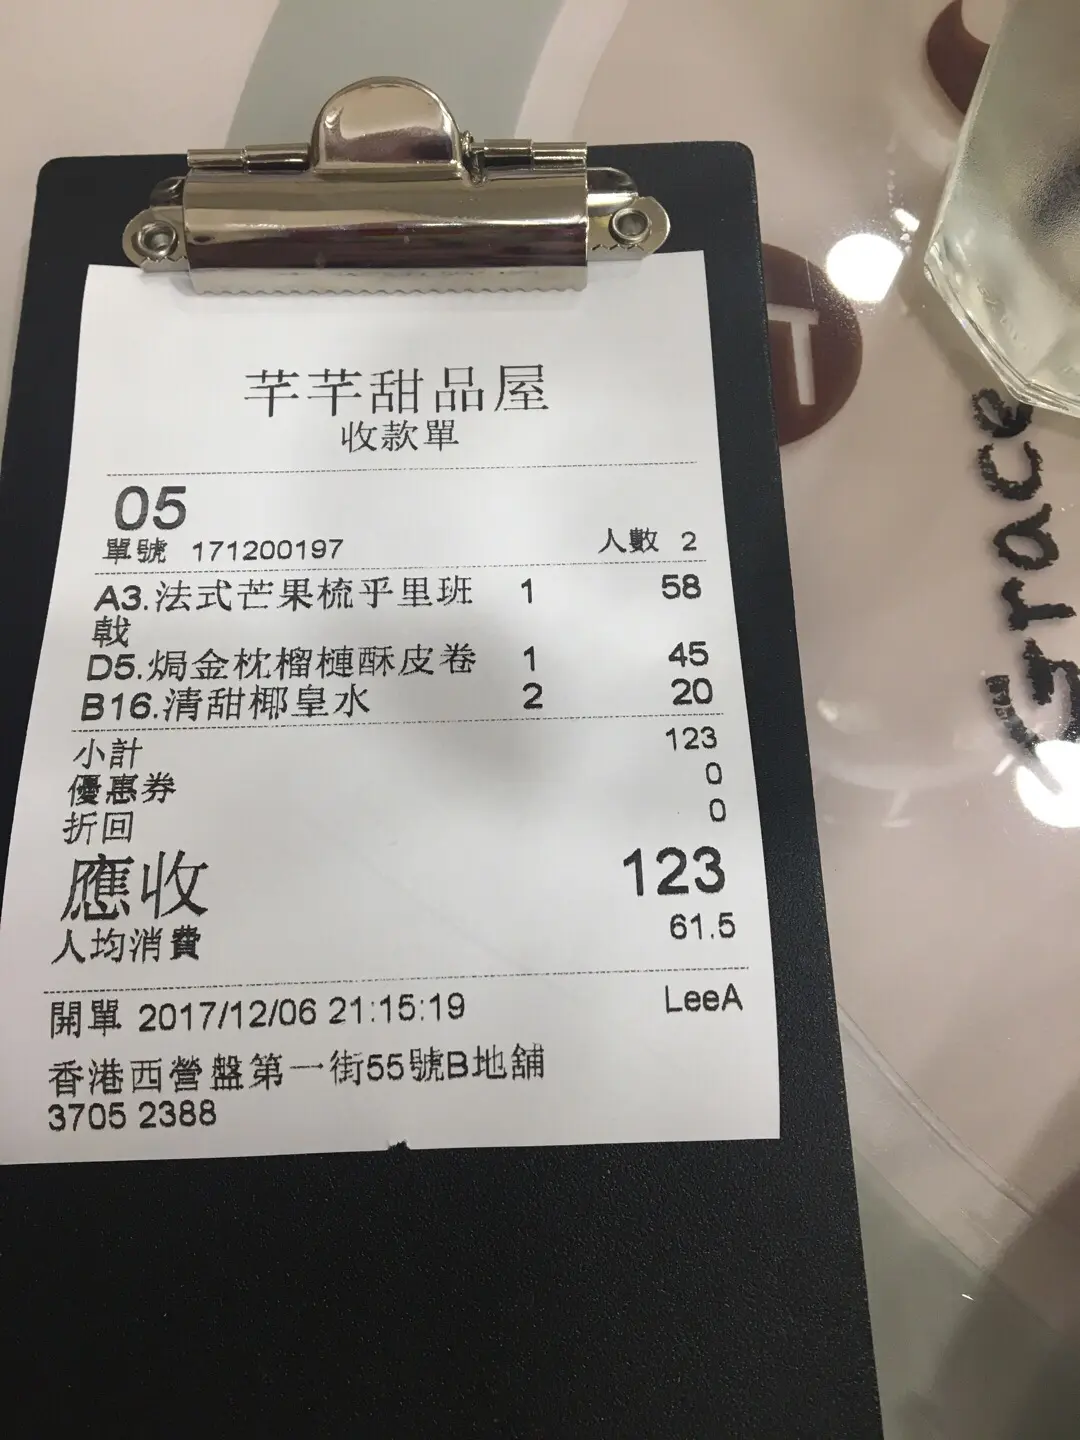 芊芊甜品屋
收款單
05
單號 171200197 人數 2
A3.法式芒果梳乎里班 1 58
戟
D5.焗金枕榴槤酥皮卷 1 45
B16.清甜椰皇水 2 20
小計 123
優惠券 0
折回 0
應收 123
人均消費 61.5
開單 2017/12/06 21:15:19 LeeA
香港西營盤第一街55號B地舖
3705 2388
T
Grace